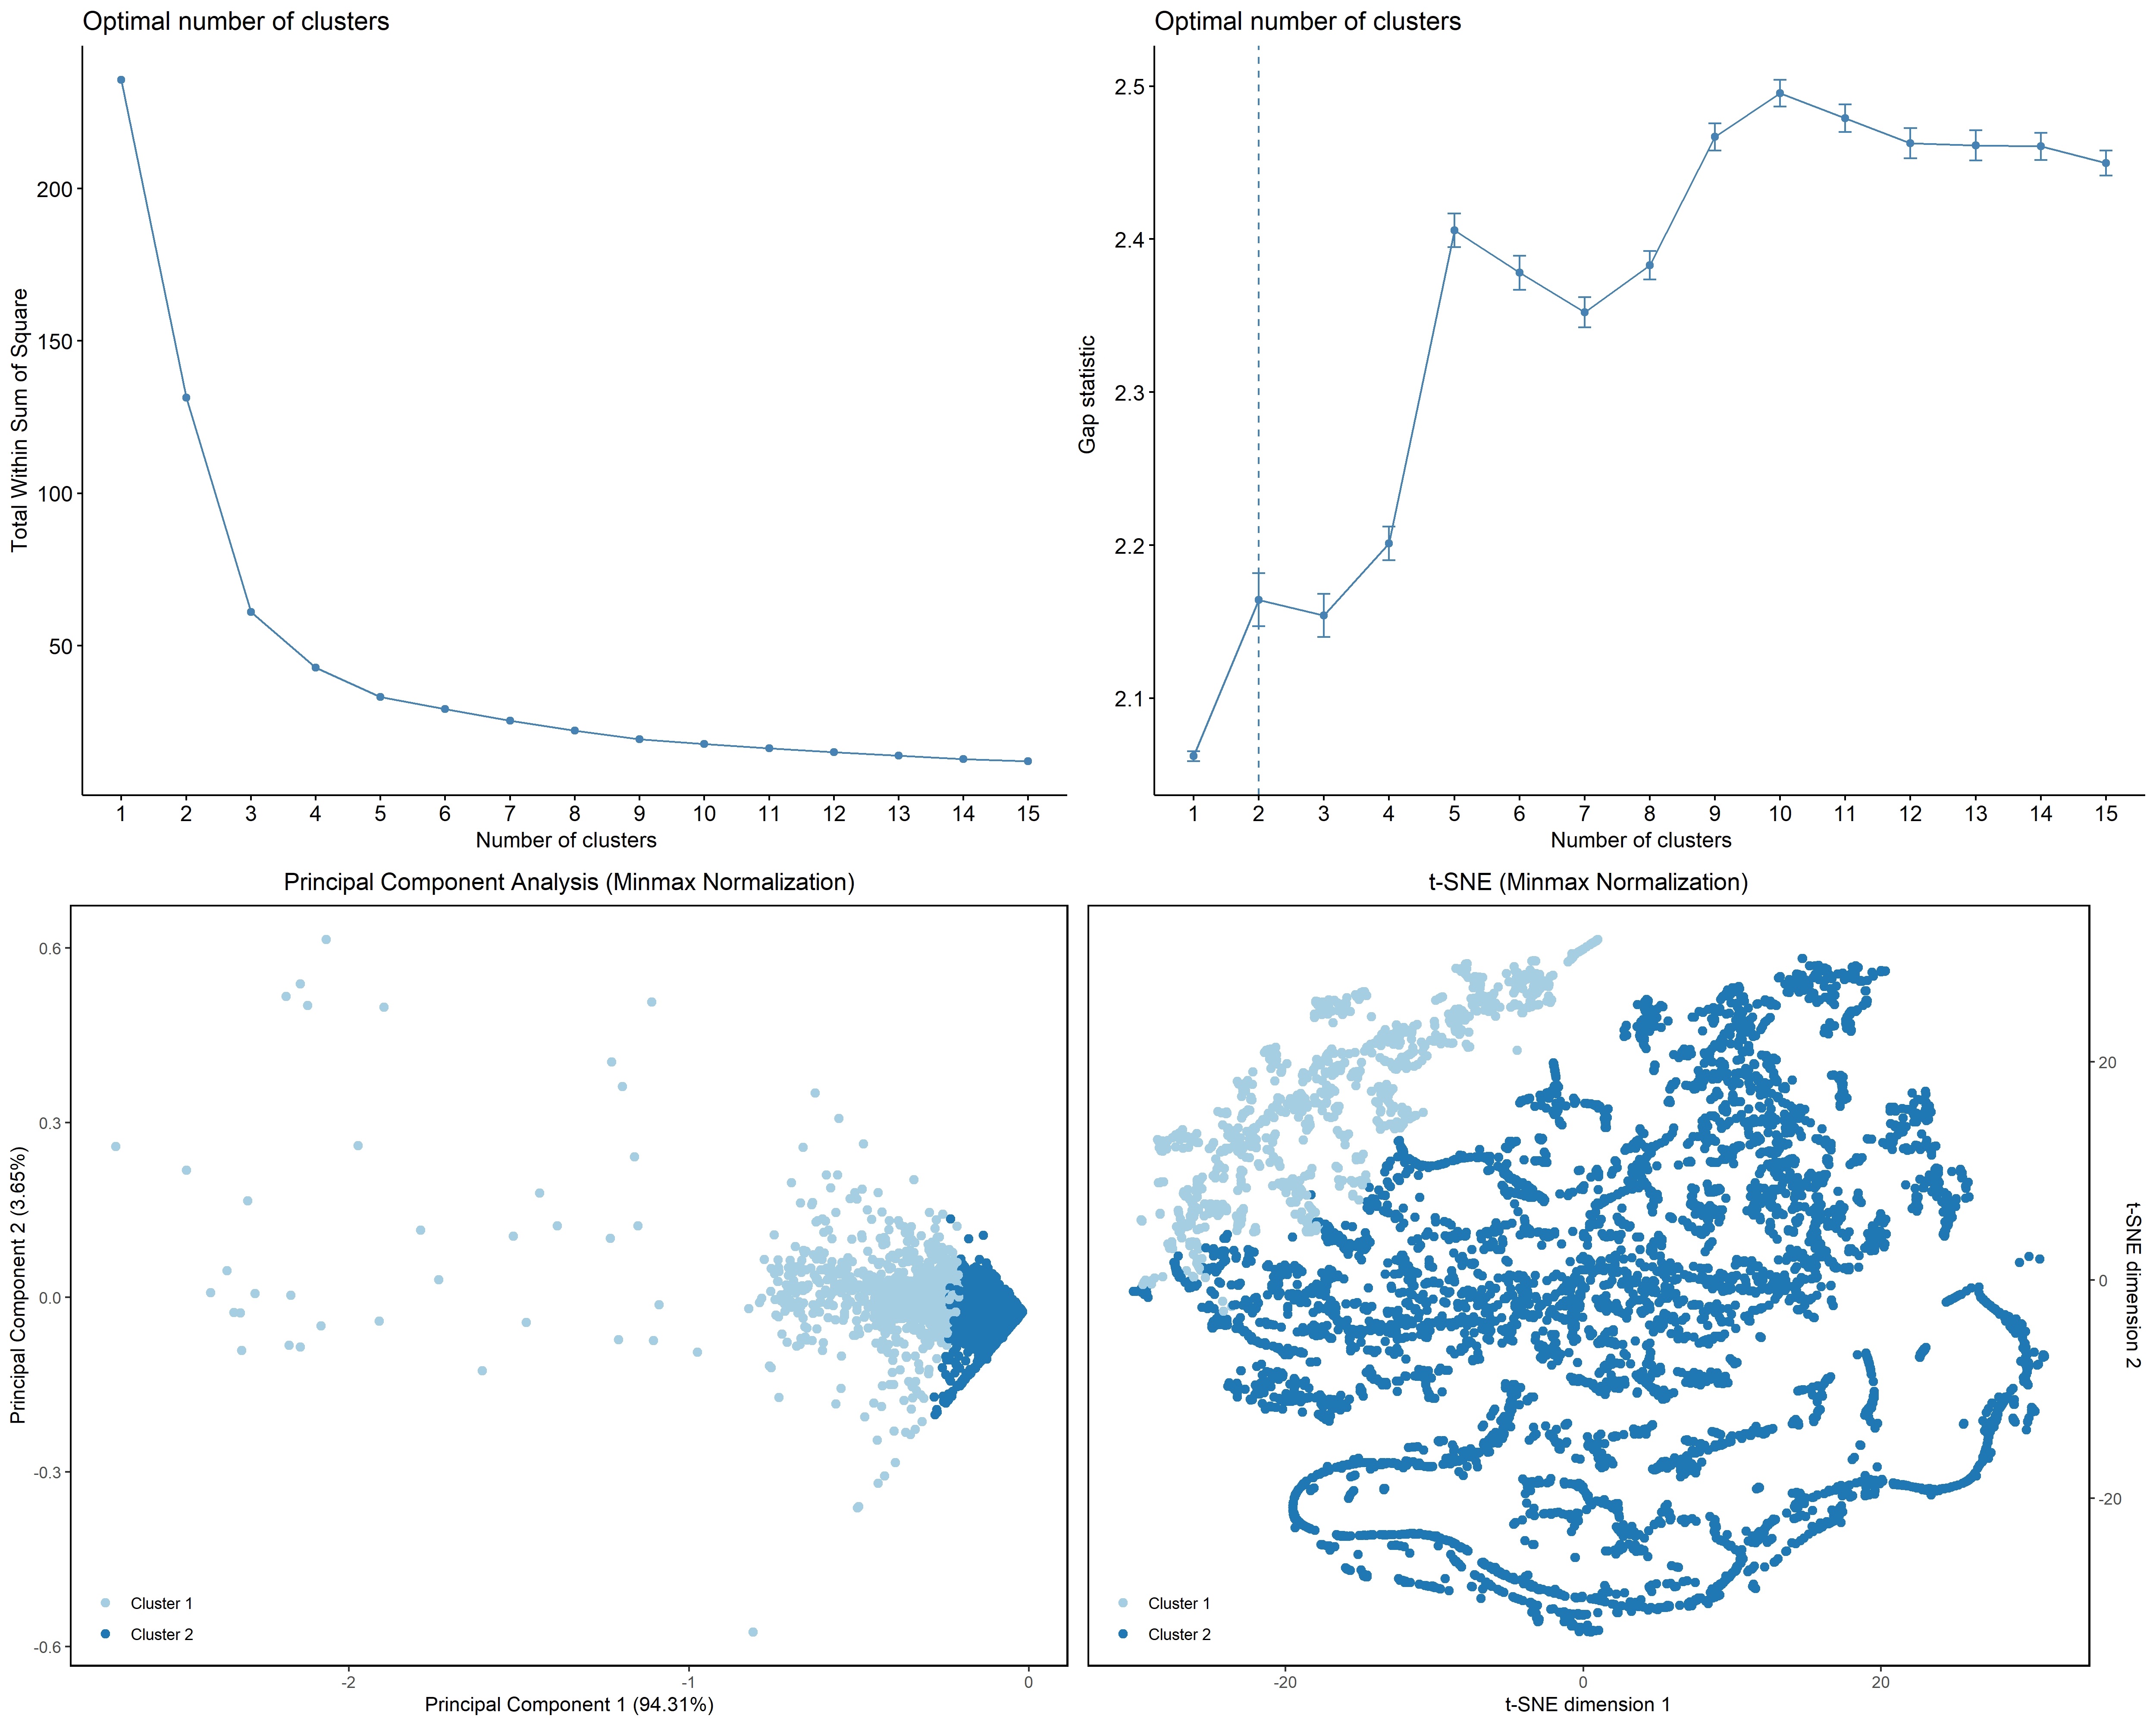 Optimal number of clusters
Total Within Sum of Square
200
150
100
50
1 2 3 4 5 6 7 8 9 10 11 12 13 14 15
Number of clusters
Optimal number of clusters
Gap statistic
2.5
2.4
2.3
2.2
2.1
1 2 3 4 5 6 7 8 9 10 11 12 13 14 15
Number of clusters
Principal Component Analysis (Minmax Normalization)
Principal Component 2 (3.65%)
0.6
0.3
0.0
-0.3
-0.6
Cluster 1
Cluster 2
-2 -1 0
Principal Component 1 (94.31%)
t-SNE (Minmax Normalization)
20
0
-20
t-SNE dimension 2
Cluster 1
Cluster 2
-20 0 20
t-SNE dimension 1